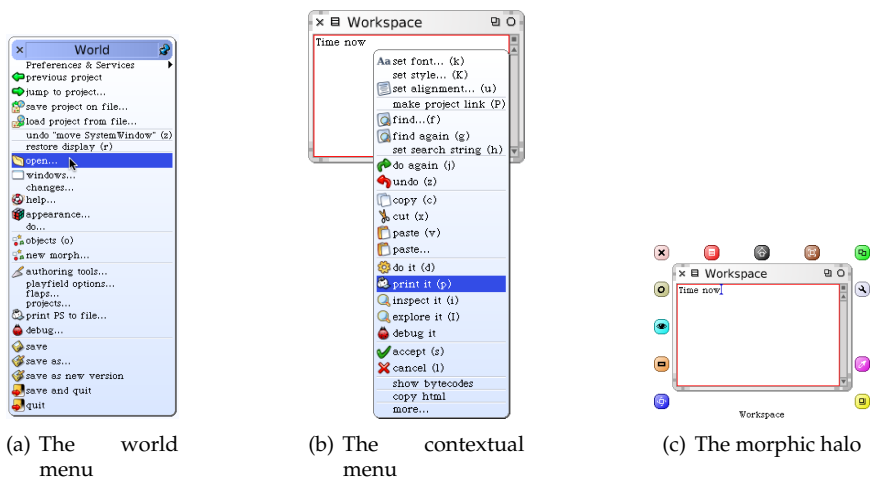 World
Preferences & Services
previous project
jump to project...
save project on file...
load project from file...
undo "move SystemWindow" (z)
restore display (r)
open...
windows...
changes...
help...
appearance...
do...
objects (o)
new morph...
authoring tools...
playfield options...
flaps...
projects...
print PS to file...
debug...
save
save as...
save as new version
save and quit
quit
(a) The world
menu
Workspace
Time now
Aa set font... (k)
set style... (K)
set alignment... (u)
make project link (P)
find...(f)
find again (g)
set search string (h)
do again (j)
undo (z)
copy (c)
cut (x)
paste (v)
paste...
do it (d)
print it (p)
inspect it (i)
explore it (I)
debug it
accept (s)
cancel (l)
show bytecodes
copy html
more...
(b) The contextual
menu
Workspace
Time now
Workspace
(c) The morphic halo